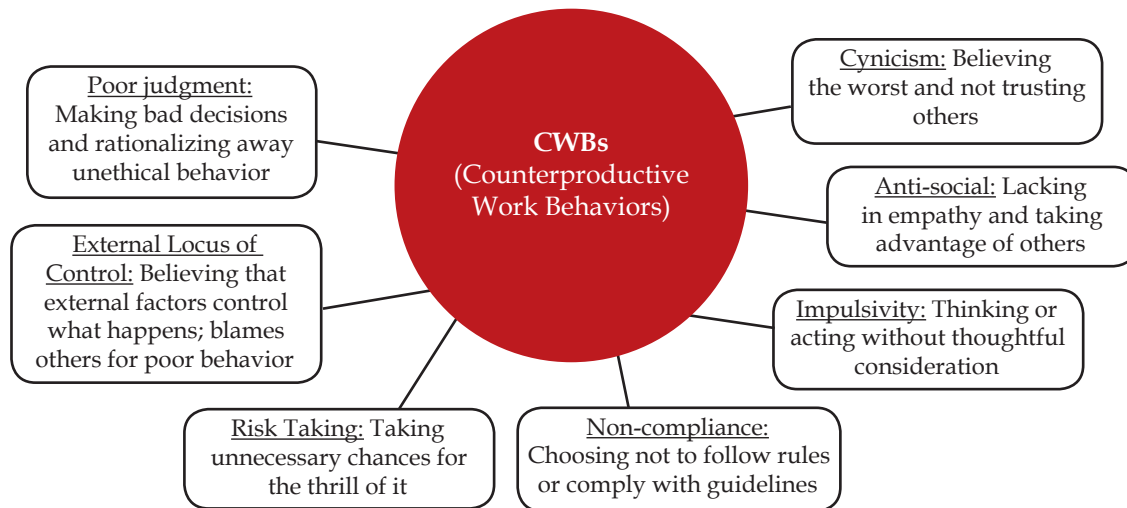 CWBs
(Counterproductive
Work Behaviors)
Poor judgment:
Making bad decisions
and rationalizing away
unethical behavior
External Locus of
Control: Believing that
external factors control
what happens; blames
others for poor behavior
Risk Taking: Taking
unnecessary chances for
the thrill of it
Non-compliance:
Choosing not to follow rules
or comply with guidelines
Impulsivity: Thinking or
acting without thoughtful
consideration
Anti-social: Lacking
in empathy and taking
advantage of others
Cynicism: Believing
the worst and not trusting
others